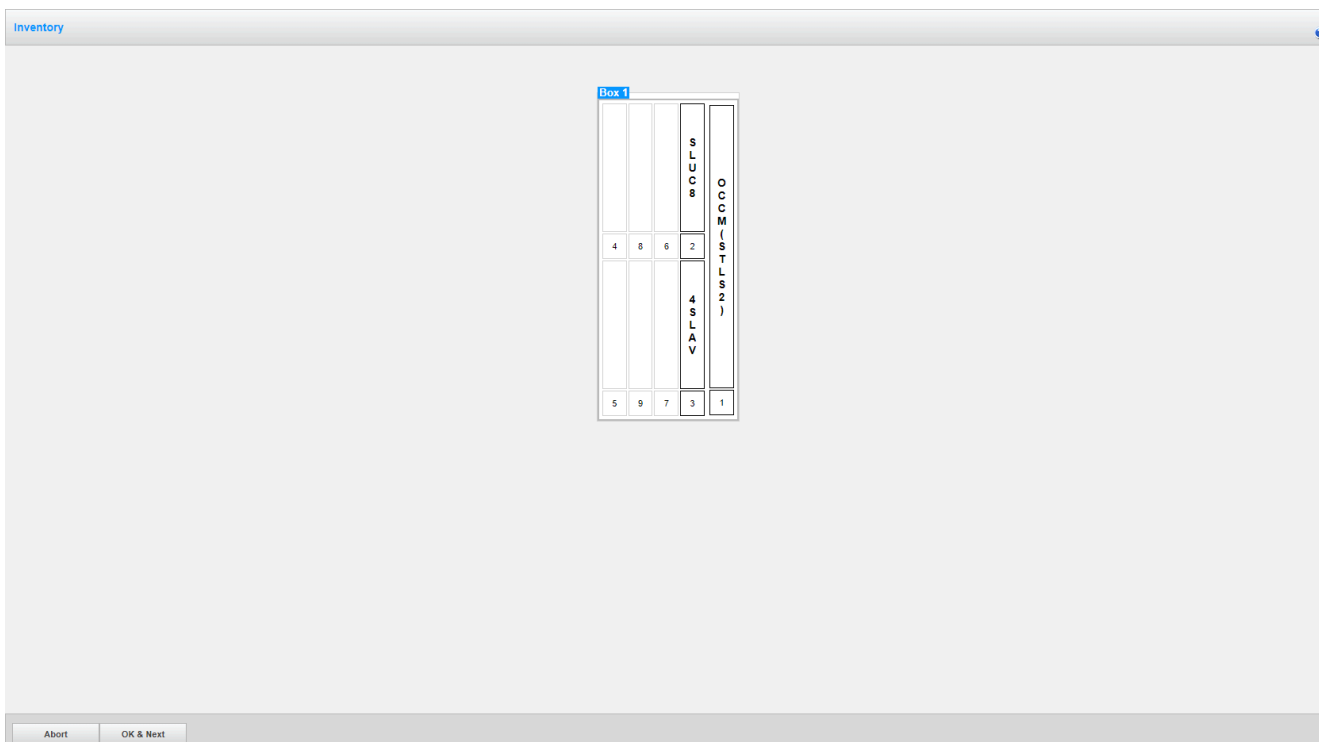 Inventory
Box 1
SLUC8
OCCM(STLS2)
4 8 6 2
4SLAV
5 9 7 3 1
Abort OK & Next